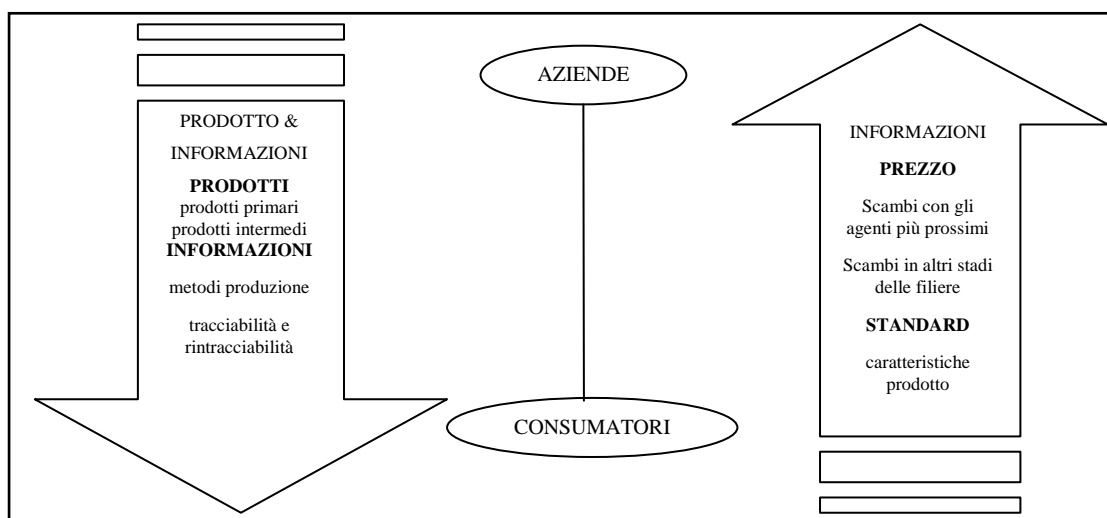 PRODOTTO &
INFORMAZIONI
PRODOTTI
prodotti primari
prodotti intermedi
INFORMAZIONI
metodi produzione
tracciabilità e
rintracciabilità
AZIENDE
CONSUMATORI
INFORMAZIONI
PREZZO
Scambi con gli
agenti più prossimi
Scambi in altri stadi
delle filiere
STANDARD
caratteristiche
prodotto